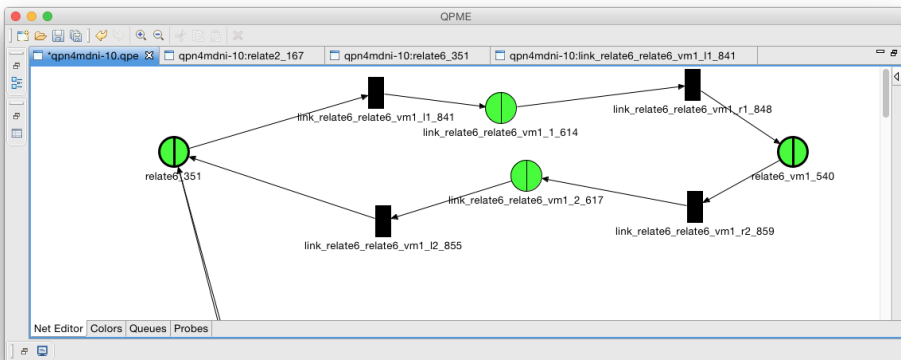 QPME
*qpn4mdni-10.qpe
qpn4mdni-10:relate2_167
qpn4mdni-10:relate6_351
qpn4mdni-10:link_relate6_relate6_vm1_l1_841
link_relate6_relate6_vm1_l1_841
link_relate6_relate6_vm1_r1_848
link_relate6_relate6_vm1_1_614
relate6_351
relate6_vm1_540
link_relate6_relate6_vm1_2_617
link_relate6_relate6_vm1_r2_859
link_relate6_relate6_vm1_l2_855
Net Editor Colors Queues Probes